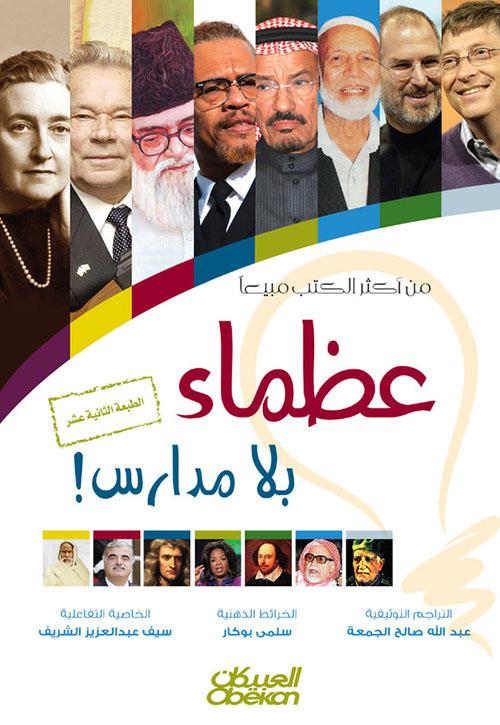 من أكثر الكتب مبيعاً
عظماء
الطبعة الثانية عشر
بلا مدارس!
التراجم التوثيقية
عبد الله صالح الجمعة
الخرائط الذهنية
سلمى بوكار
الخاصية التفاعلية
سيف عبدالعزيز الشريف
العبيكان
Obēkan